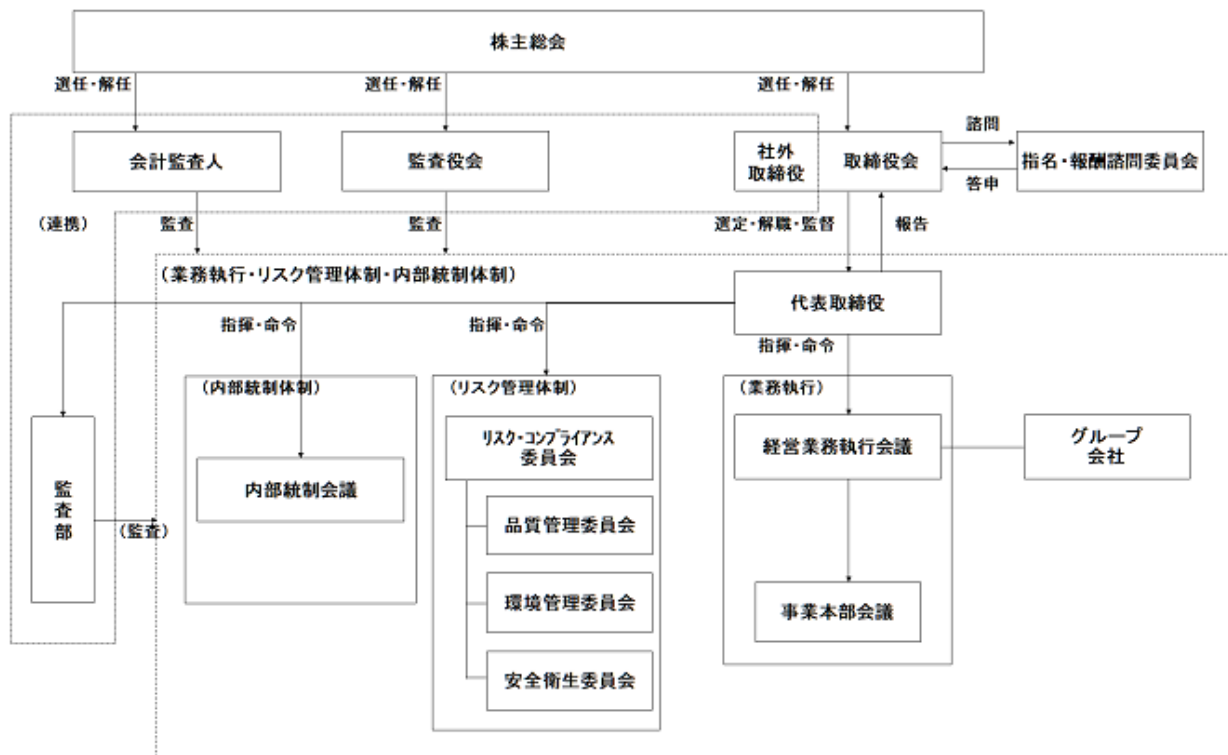 株主総会
選任・解任
選任・解任
選任・解任
会計監査人
監査役会
社外
取締役
取締役会
諮問
答申
指名・報酬諮問委員会
(連携)
監査
監査
選定・解職・監督
報告
(業務執行・リスク管理体制・内部統制体制)
代表取締役
指揮・命令
指揮・命令
指揮・命令
(内部統制体制)
(リスク管理体制)
(業務執行)
監査部
(監査)
内部統制会議
リスク・コンプライアンス
委員会
品質管理委員会
環境管理委員会
安全衛生委員会
経営業務執行会議
グループ
会社
事業本部会議